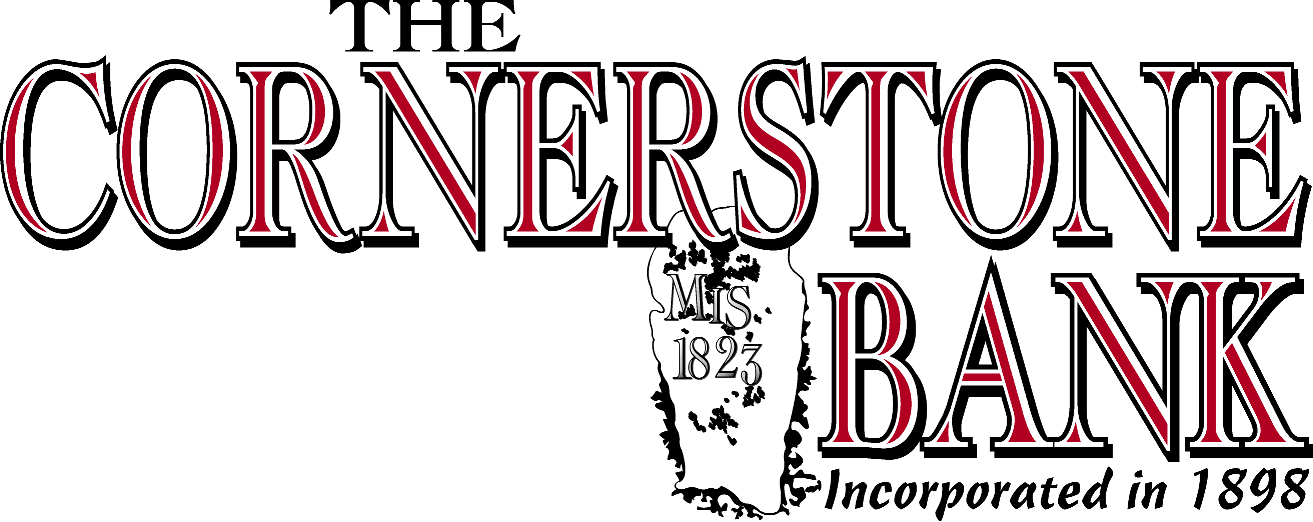 THE
CORNERSTONE
BANK
MIS
1823
Incorporated in 1898